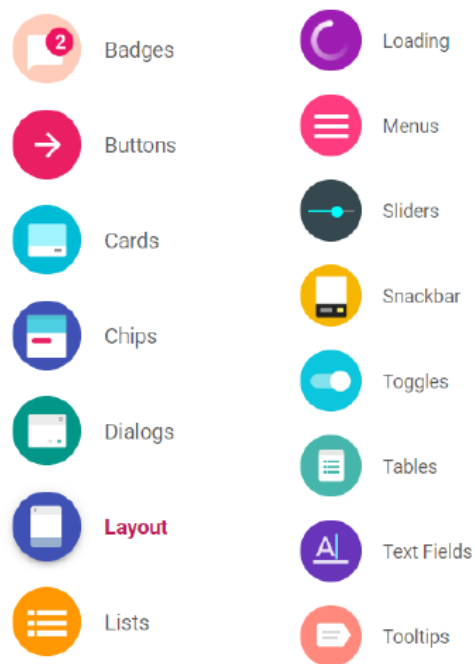 2
Badges
Buttons
Cards
Chips
Dialogs
Layout
Lists
Loading
Menus
Sliders
Snackbar
Toggles
Tables
A
Text Fields
Tooltips